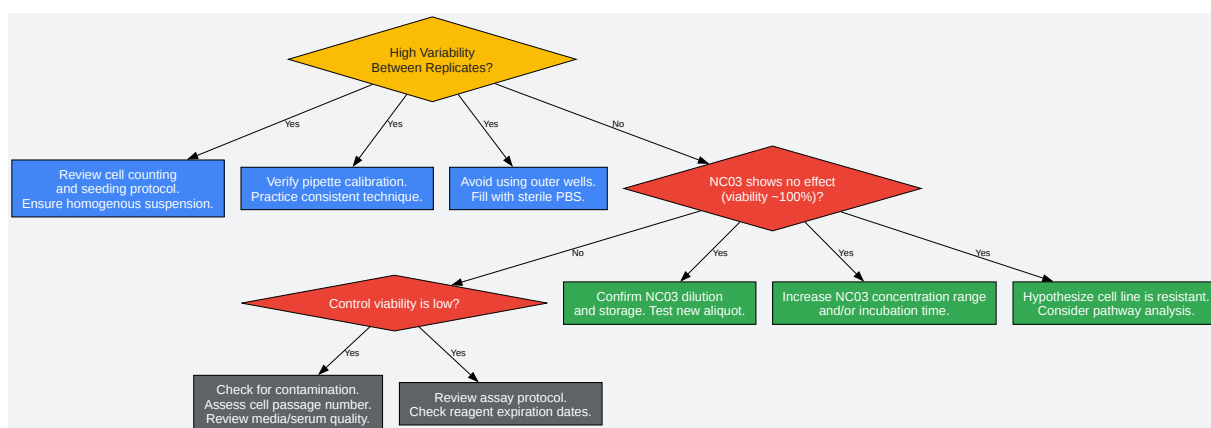 High Variability
Between Replicates?
Yes
Yes
Yes
No
Review cell counting
and seeding protocol.
Ensure homogenous suspension.
Verify pipette calibration.
Practice consistent technique.
Avoid using outer wells.
Fill with sterile PBS.
NC03 shows no effect
(viability ~100%)?
No
Yes
Yes
Yes
Control viability is low?
Confirm NC03 dilution
and storage. Test new aliquot.
Increase NC03 concentration range
and/or incubation time.
Hypothesize cell line is resistant.
Consider pathway analysis.
Yes
Yes
Check for contamination.
Assess cell passage number.
Review media/serum quality.
Review assay protocol.
Check reagent expiration dates.